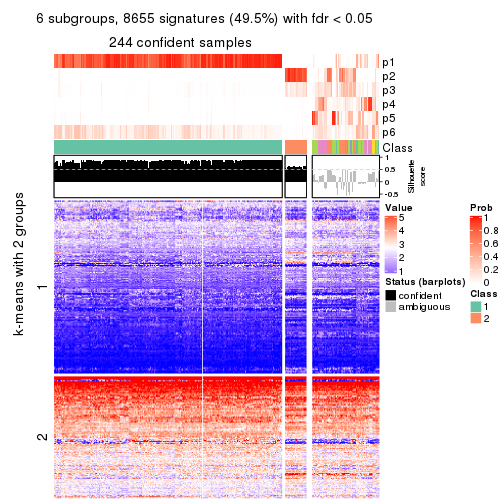 6 subgroups, 8655 signatures (49.5%) with fdr < 0.05
244 confident samples
p1
p2
p3
p4
p5
p6
Class
1
0.5
0
-0.5
Silhouette
score
k-means with 2 groups
1
2
Value
5
4
3
2
1
Status (barplots)
confident
ambiguous
Prob
1
0.8
0.6
0.4
0.2
0
Class
1
2